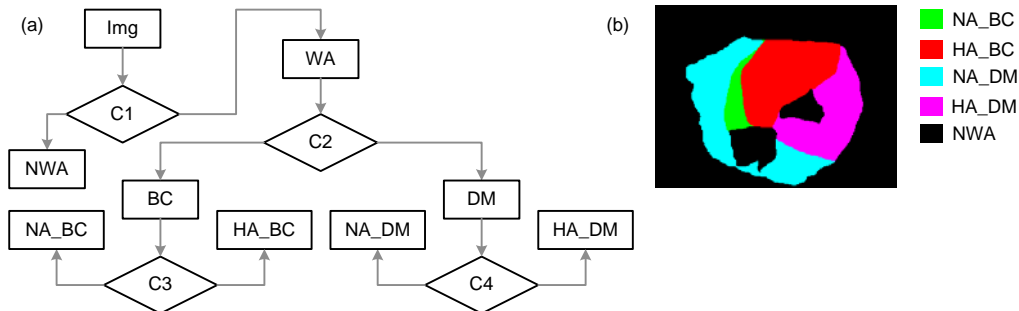 (a)
Img
C1
NWA
WA
C2
BC
DM
NA_BC
HA_BC
NA_DM
HA_DM
C3
C4
(b)
NA_BC
HA_BC
NA_DM
HA_DM
NWA